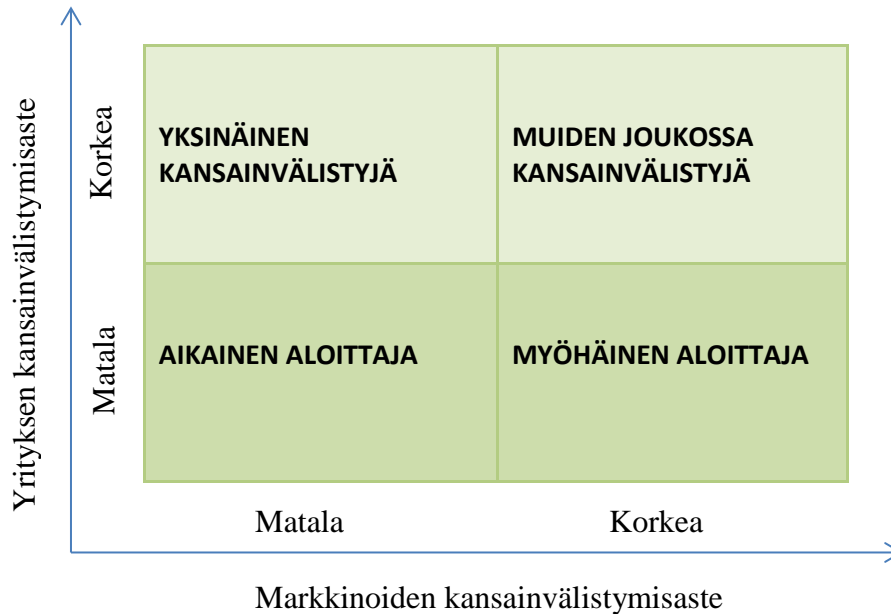 Yrityksen kansainvälistymisaste
Korkea
Matala
YKSINÄINEN
KANSAINVÄLISTYJÄ
MUIDEN JOUKOSSA
KANSAINVÄLISTYJÄ
AIKAINEN ALOITTAJA
MYÖHÄINEN ALOITTAJA
Matala
Korkea
Markkinoiden kansainvälistymisaste